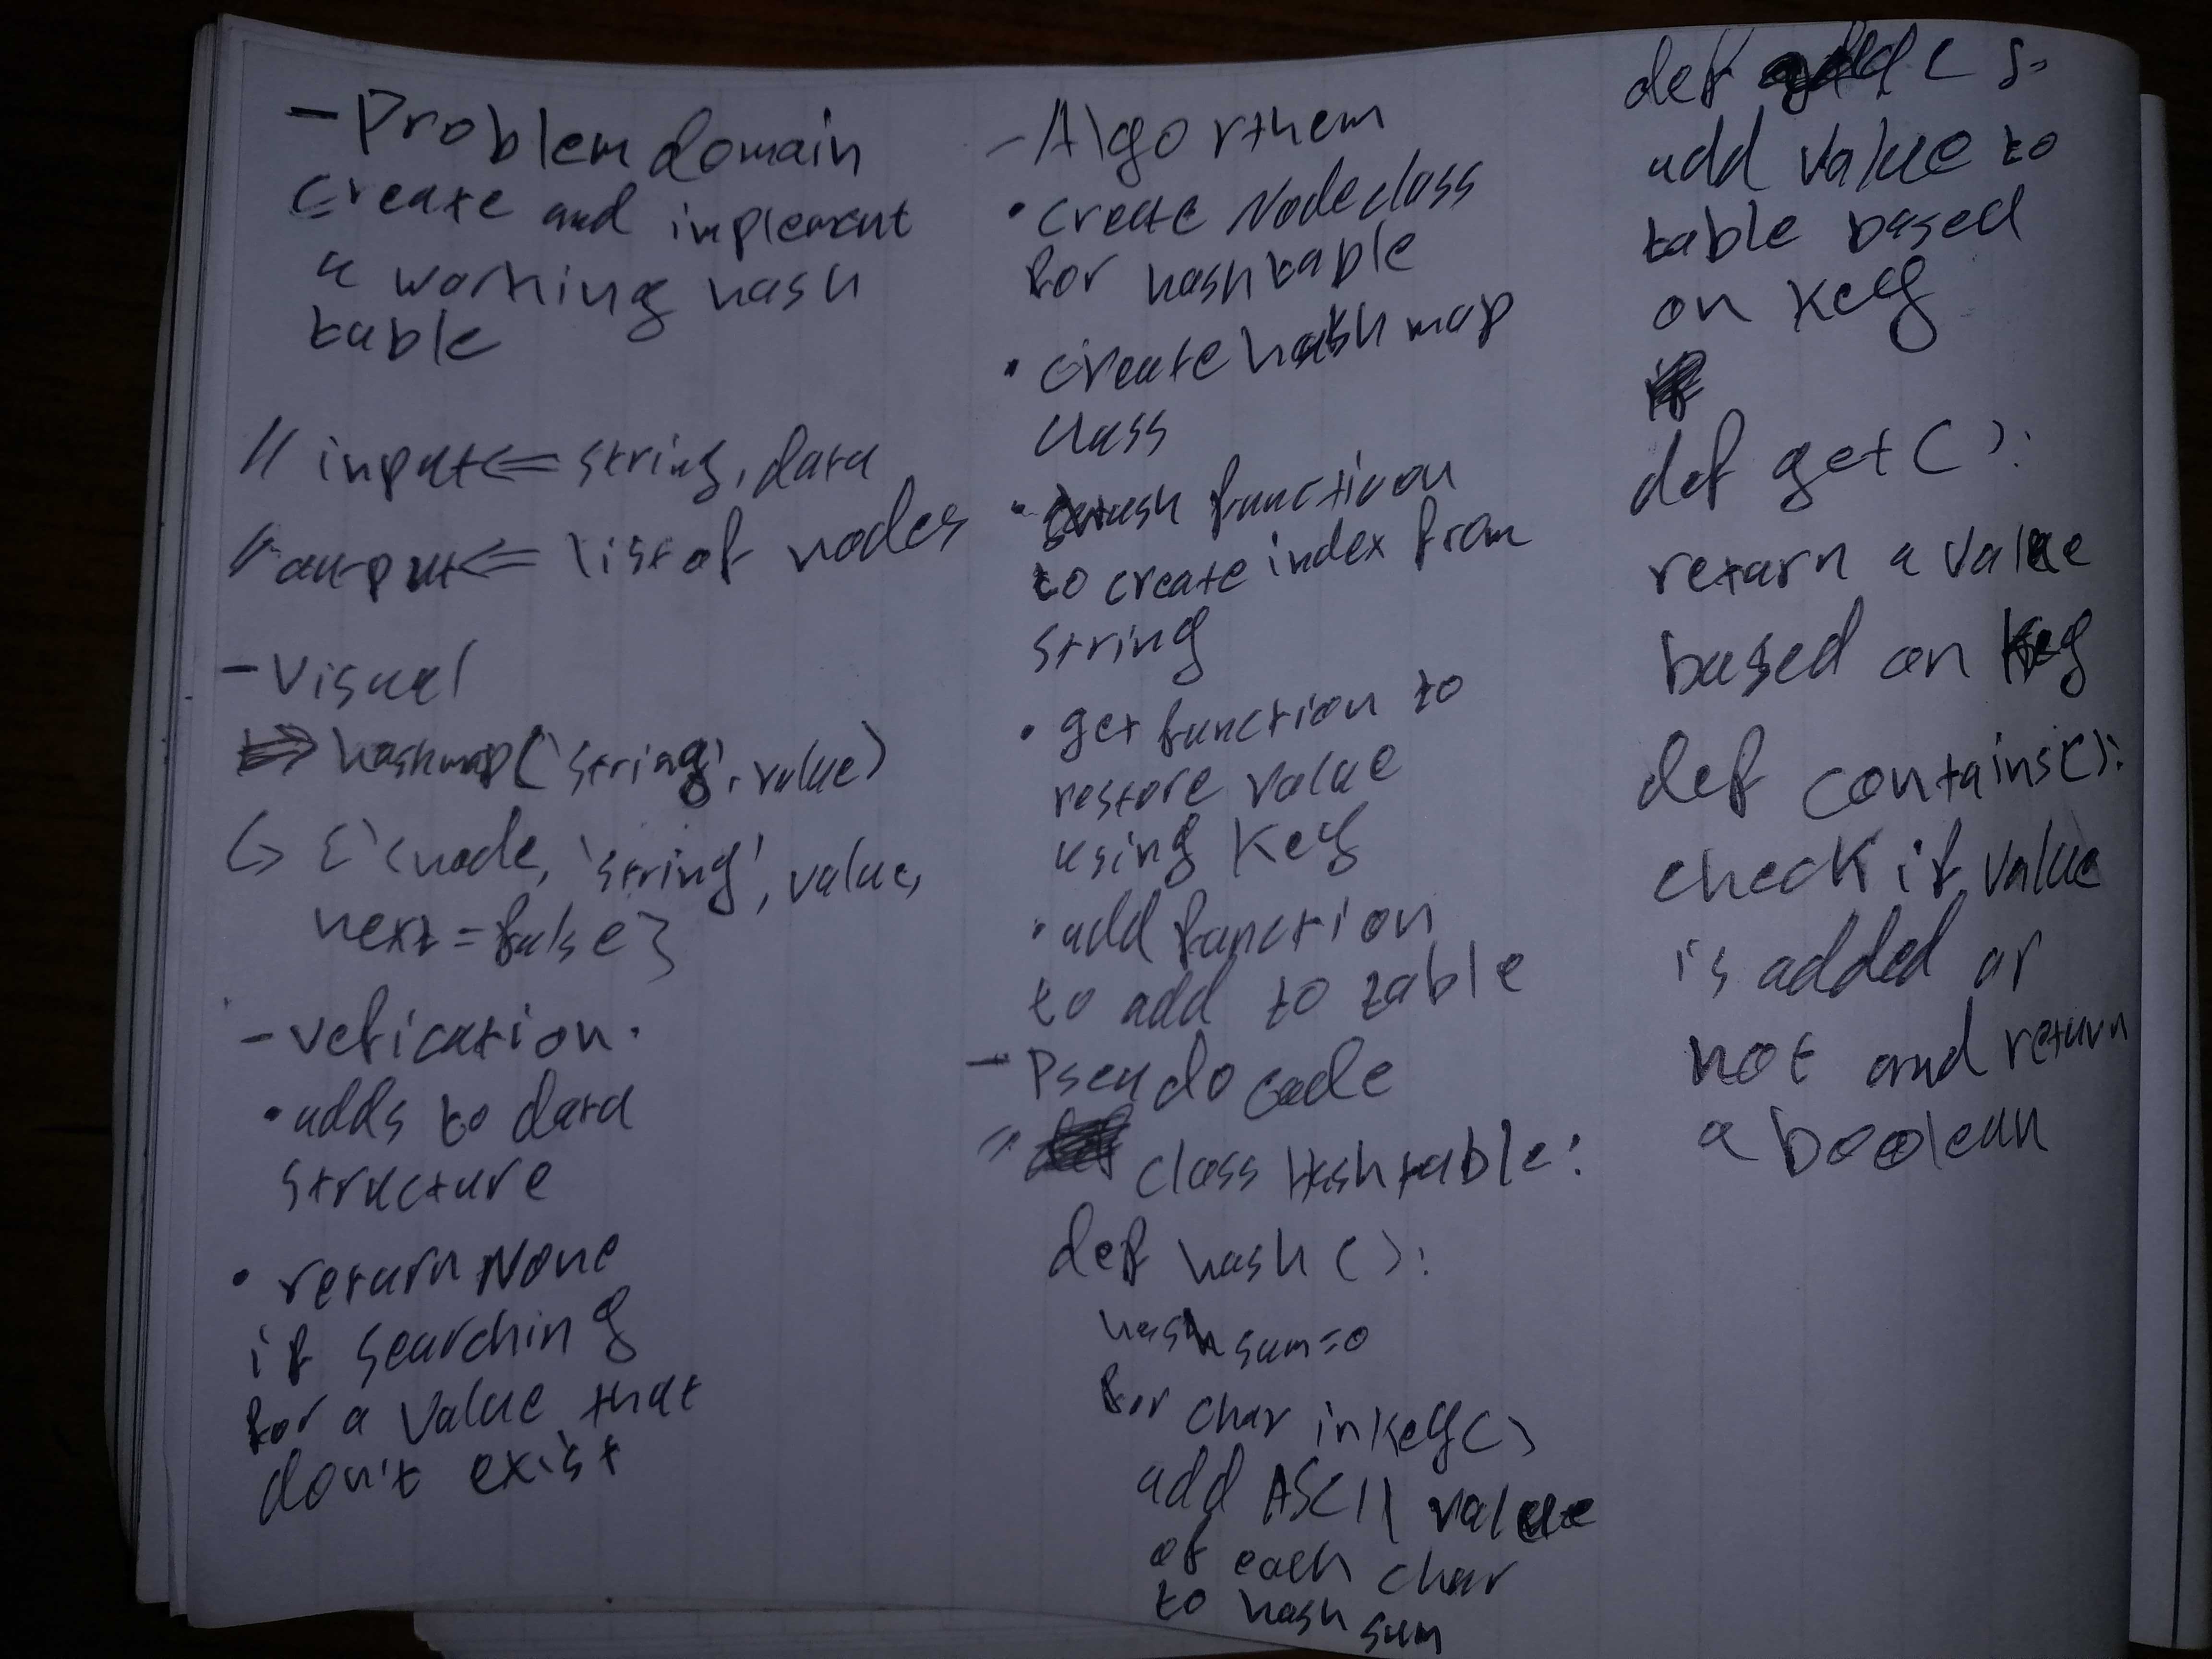 - Problem domain
create and implement
a working hash
table
// input <= string, data
// output <= list of nodes
- Visual
=> hashmap('string', value)
↳ {'(node, 'string', value,
next = false}
- vefication.
• adds to data
structure
• return None
if searching
for a value that
don't exist
- Algorthem
• create Node class
for hashtable
• create hash map
class
• hash function
to create index from
string
• get function to
restore value
using key
• add function
to add to table
- Pseudo code
class Hashtable:
def hash():
hash sum = 0
for char in key()
add ASCII value
of each char
to hash sum
def add():
add value to
table based
on key
def get():
return a value
based on key
def contains():
check if value
is added or
not and return
a boolean